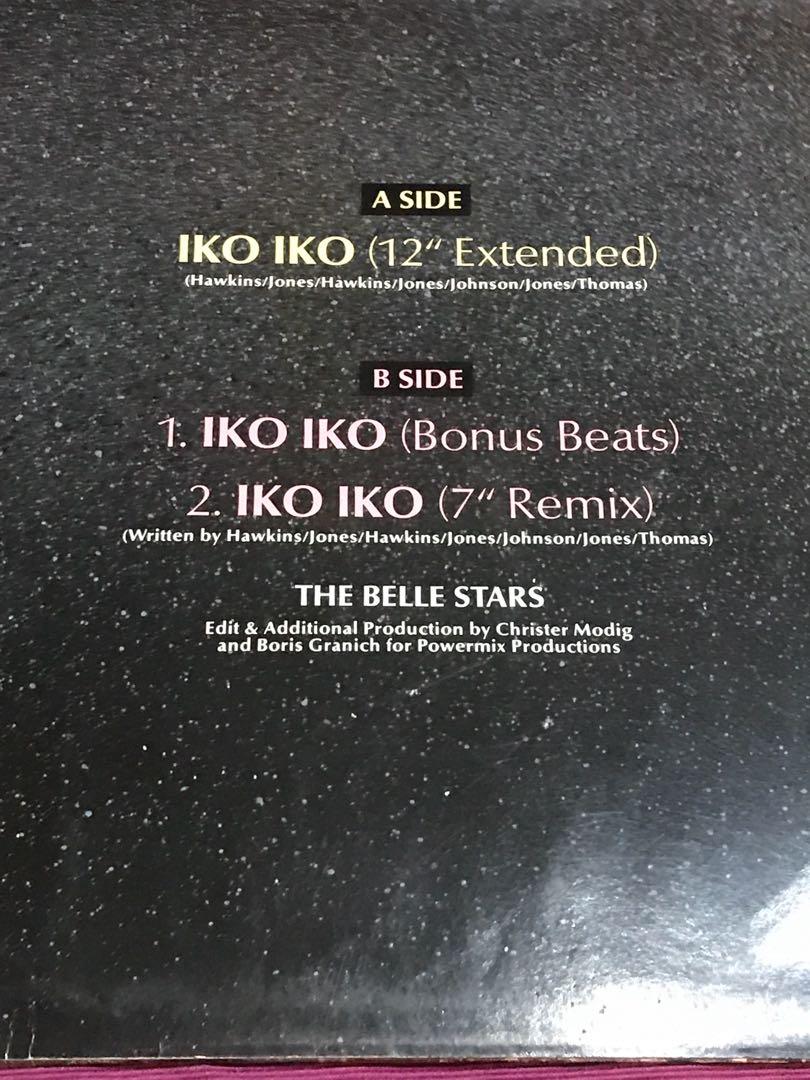 A SIDE
IKO IKO (12“ Extended)
(Hawkins/Jones/Hawkins/Jones/Johnson/Jones/Thomas)
B SIDE
1. IKO IKO (Bonus Beats)
2. IKO IKO (7“ Remix)
(Written by Hawkins/Jones/Hawkins/Jones/Johnson/Jones/Thomas)
THE BELLE STARS
Edit & Additional Production by Christer Modig
and Boris Granich for Powermix Productions